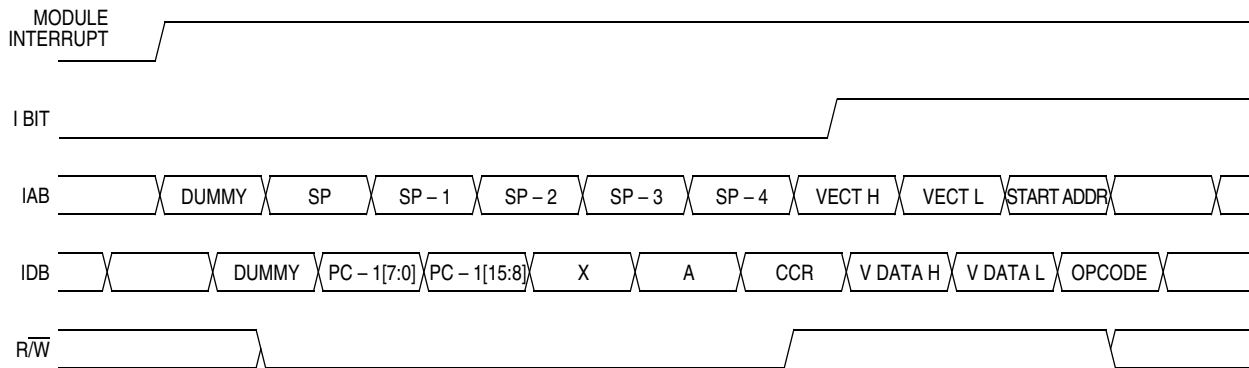 MODULE
INTERRUPT
I BIT
IAB DUMMY SP SP – 1 SP – 2 SP – 3 SP – 4 VECT H VECT L START ADDR
IDB DUMMY PC – 1[7:0] PC – 1[15:8] X A CCR V DATA H V DATA L OPCODE
R/W̅